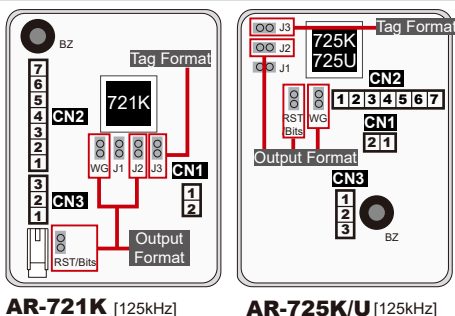 BZ
Tag Format
7
6
5
4
3
2
1
CN2
721K
3
2
1
CN3
WG J1 J2 J3
CN1
1
2
RST/Bits
Output
Format
AR-721K [125kHz]
J3
Tag Format
J2
J1
725K
725U
CN2
1 2 3 4 5 6 7
RST
/Bits
WG
CN1
2 1
Output Format
CN3
1
2
3
BZ
AR-725K/U [125kHz]